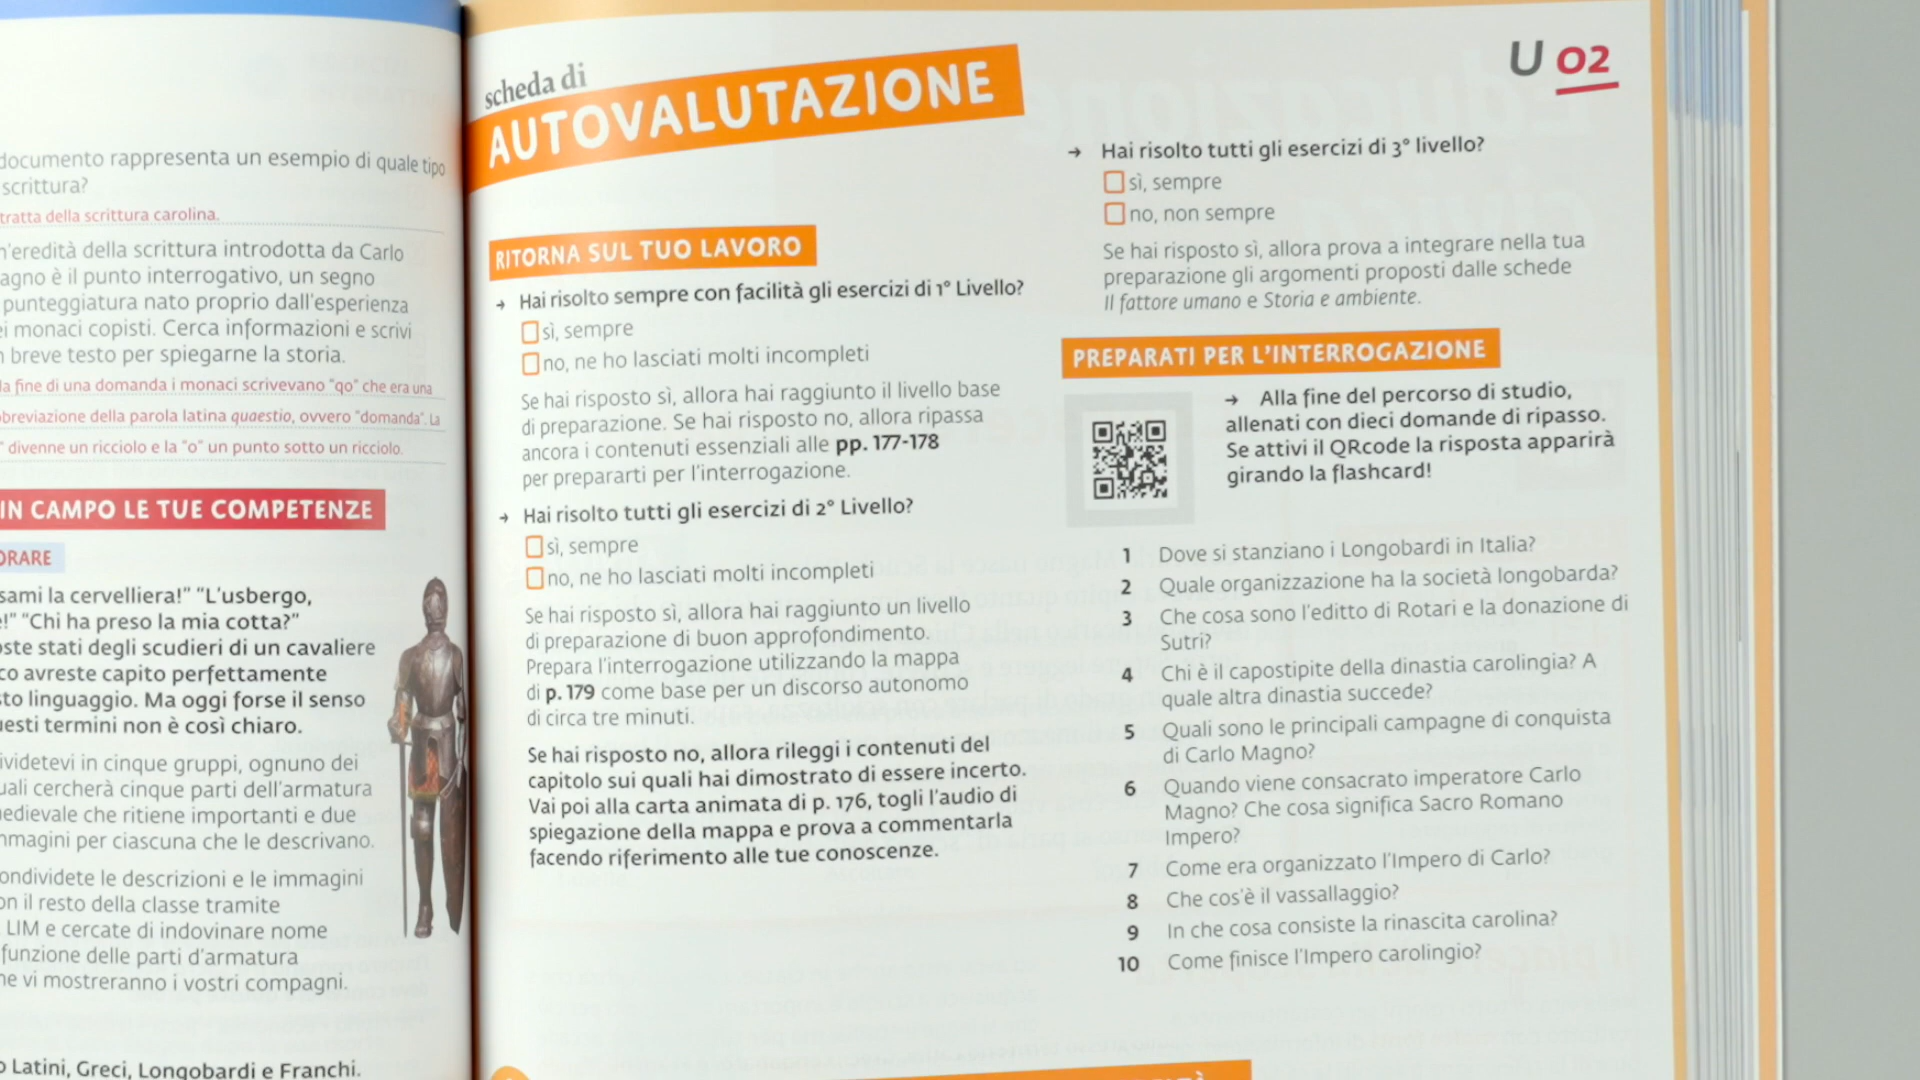 documento rappresenta un esempio di quale tipo
scrittura?
tratta della scrittura carolina.
n'eredità della scrittura introdotta da Carlo
agno è il punto interrogativo, un segno
punteggiatura nato proprio dall'esperienza
ei monaci copisti. Cerca informazioni e scrivi
n breve testo per spiegarne la storia.
la fine di una domanda i monaci scrivevano "qo" che era una
bbreviazione della parola latina quaestio, ovvero "domanda". La
" divenne un ricciolo e la "o" un punto sotto un ricciolo.
IN CAMPO LE TUE COMPETENZE
ORARE
sami la cervelliera!" "L'usbergo,
e!" "Chi ha preso la mia cotta?"
oste stati degli scudieri di un cavaliere
co avreste capito perfettamente
sto linguaggio. Ma oggi forse il senso
uesti termini non è così chiaro.
ividetevi in cinque gruppi, ognuno dei
uali cercherà cinque parti dell'armatura
nedievale che ritiene importanti e due
mmagini per ciascuna che le descrivano.
ondividete le descrizioni e le immagini
on il resto della classe tramite
LIM e cercate di indovinare nome
funzione delle parti d'armatura
he vi mostreranno i vostri compagni.
o Latini, Greci, Longobardi e Franchi.
scheda di
AUTOVALUTAZIONE
RITORNA SUL TUO LAVORO
→ Hai risolto sempre con facilità gli esercizi di 1° Livello?
sì, sempre
no, ne ho lasciati molti incompleti
Se hai risposto sì, allora hai raggiunto il livello base
di preparazione. Se hai risposto no, allora ripassa
ancora i contenuti essenziali alle pp. 177-178
per prepararti per l'interrogazione.
→ Hai risolto tutti gli esercizi di 2° Livello?
sì, sempre
no, ne ho lasciati molti incompleti
Se hai risposto sì, allora hai raggiunto un livello
di preparazione di buon approfondimento.
Prepara l'interrogazione utilizzando la mappa
di p. 179 come base per un discorso autonomo
di circa tre minuti.
Se hai risposto no, allora rileggi i contenuti del
capitolo sui quali hai dimostrato di essere incerto.
Vai poi alla carta animata di p. 176, togli l'audio di
spiegazione della mappa e prova a commentarla
facendo riferimento alle tue conoscenze.
U 02
→ Hai risolto tutti gli esercizi di 3° livello?
sì, sempre
no, non sempre
Se hai risposto sì, allora prova a integrare nella tua
preparazione gli argomenti proposti dalle schede
Il fattore umano e Storia e ambiente.
PREPARATI PER L'INTERROGAZIONE
→ Alla fine del percorso di studio,
allenati con dieci domande di ripasso.
Se attivi il QRcode la risposta apparirà
girando la flashcard!
1 Dove si stanziano i Longobardi in Italia?
2 Quale organizzazione ha la società longobarda?
3 Che cosa sono l'editto di Rotari e la donazione di
Sutri?
4 Chi è il capostipite della dinastia carolingia? A
quale altra dinastia succede?
5 Quali sono le principali campagne di conquista
di Carlo Magno?
6 Quando viene consacrato imperatore Carlo
Magno? Che cosa significa Sacro Romano
Impero?
7 Come era organizzato l'Impero di Carlo?
8 Che cos'è il vassallaggio?
9 In che cosa consiste la rinascita carolina?
10 Come finisce l'Impero carolingio?